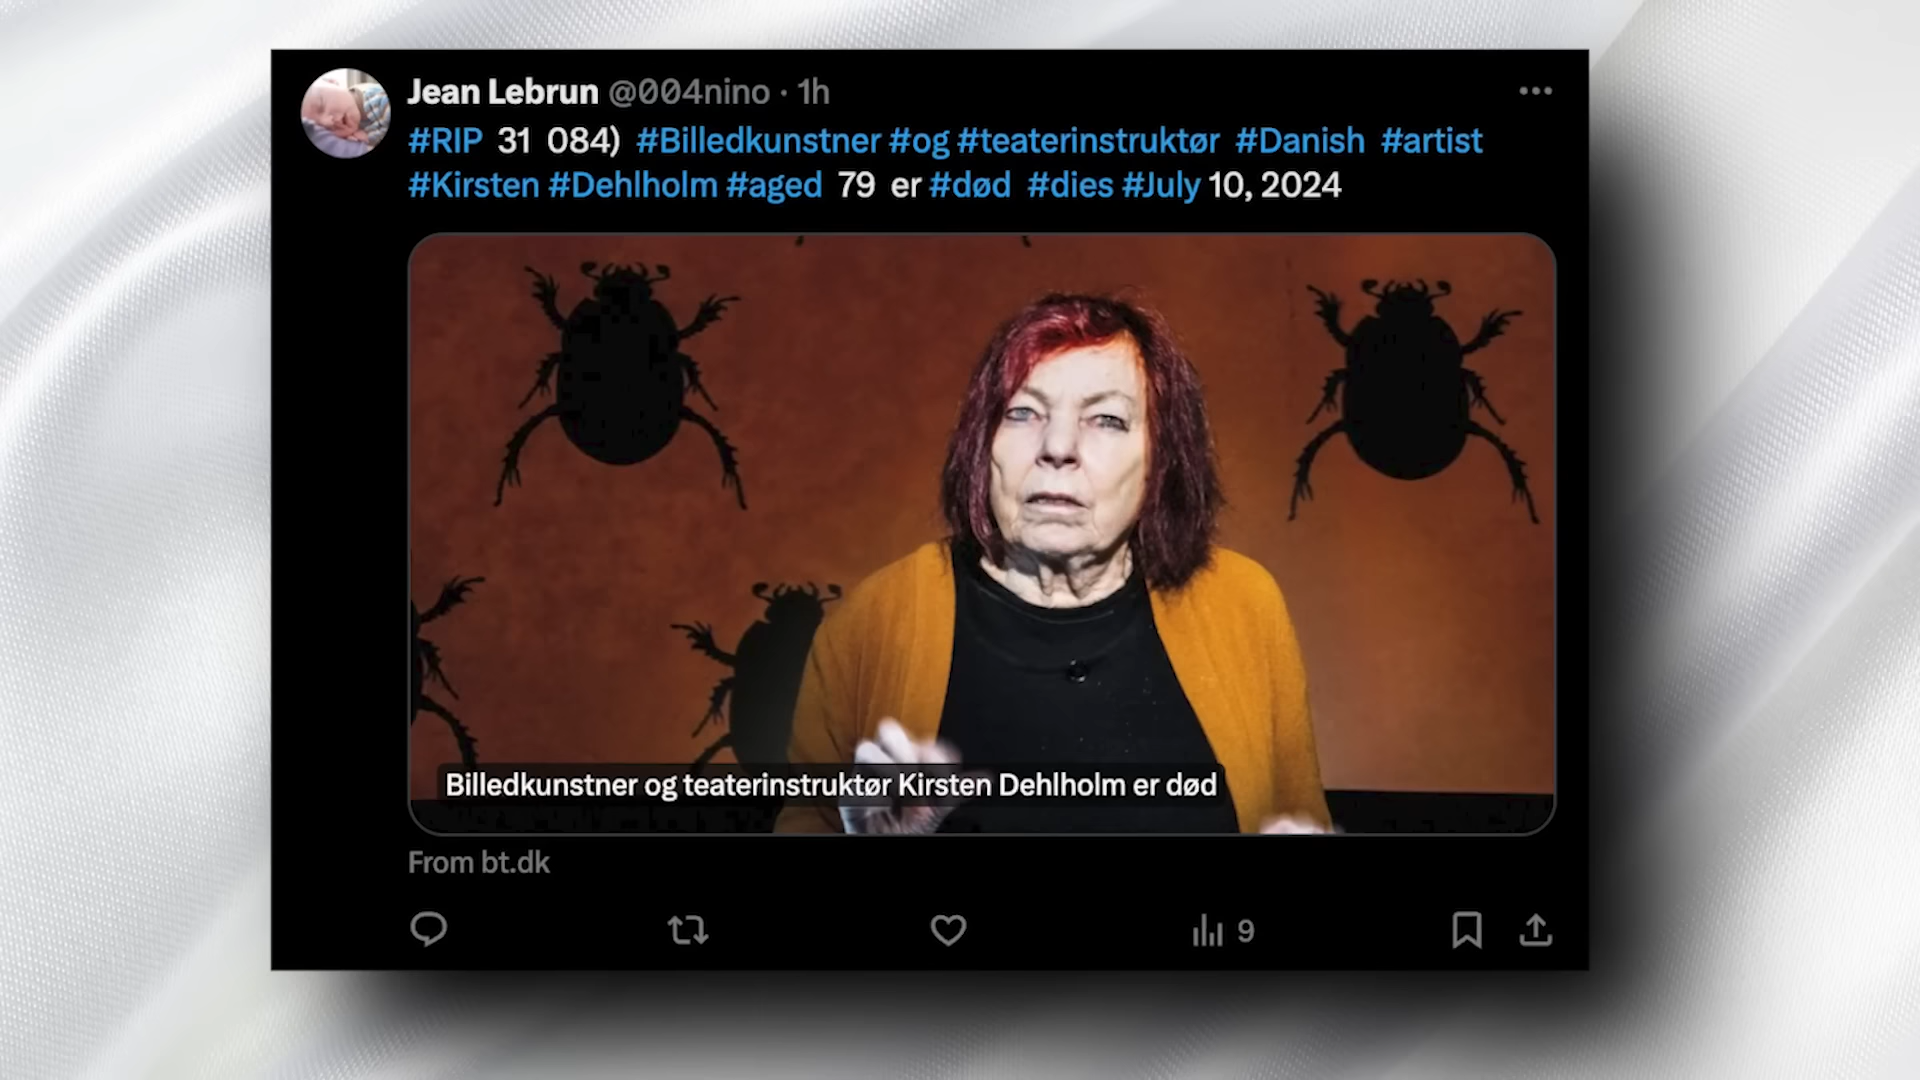 Jean Lebrun @004nino · 1h
#RIP 31 084) #Billedkunstner #og #teaterinstruktør #Danish #artist
#Kirsten #Dehlholm #aged 79 er #død #dies #July 10, 2024
Billedkunstner og teaterinstruktør Kirsten Dehlholm er død
From bt.dk
9